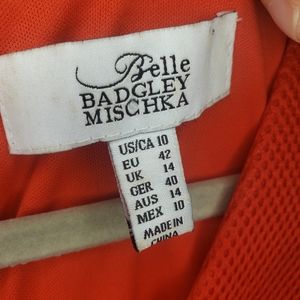 Belle
BADGLEY
MISCHKA
US/CA 10
EU 42
UK 14
GER 40
AUS 14
MEX 10
MADE IN
CHINA